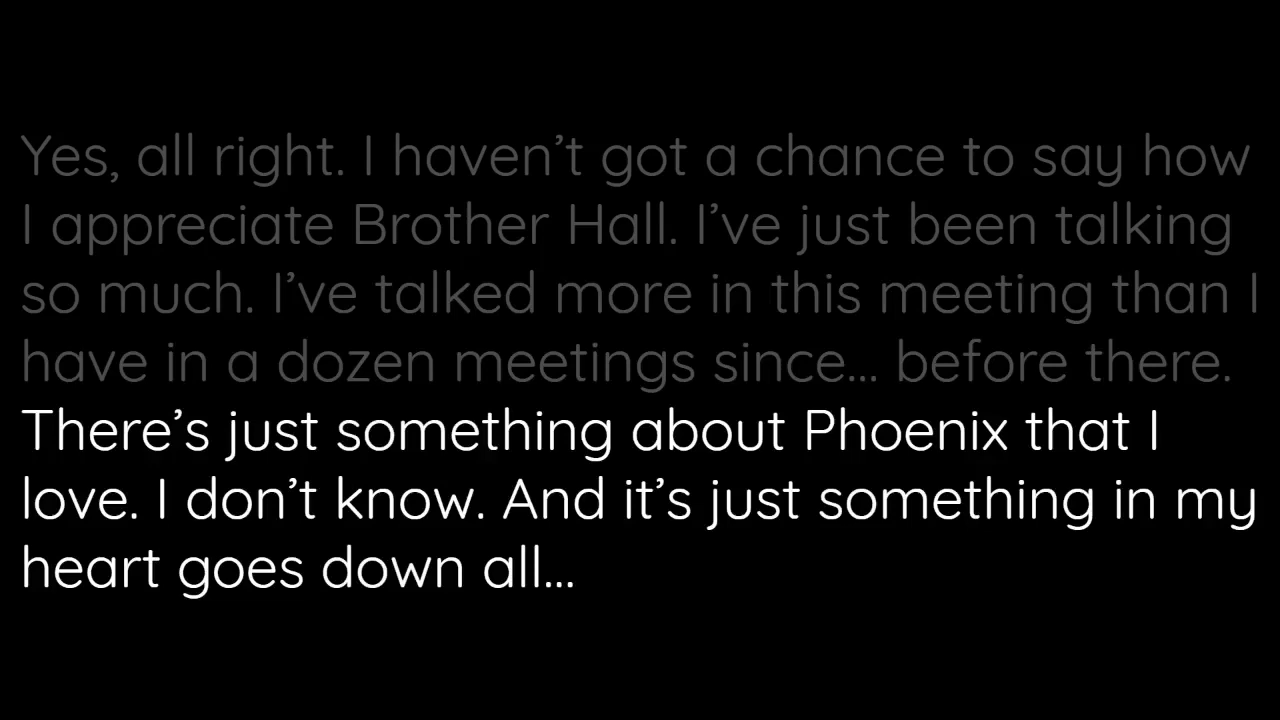 Yes, all right. I haven’t got a chance to say how
I appreciate Brother Hall. I’ve just been talking
so much. I’ve talked more in this meeting than I
have in a dozen meetings since... before there.
There’s just something about Phoenix that I
love. I don’t know. And it’s just something in my
heart goes down all...